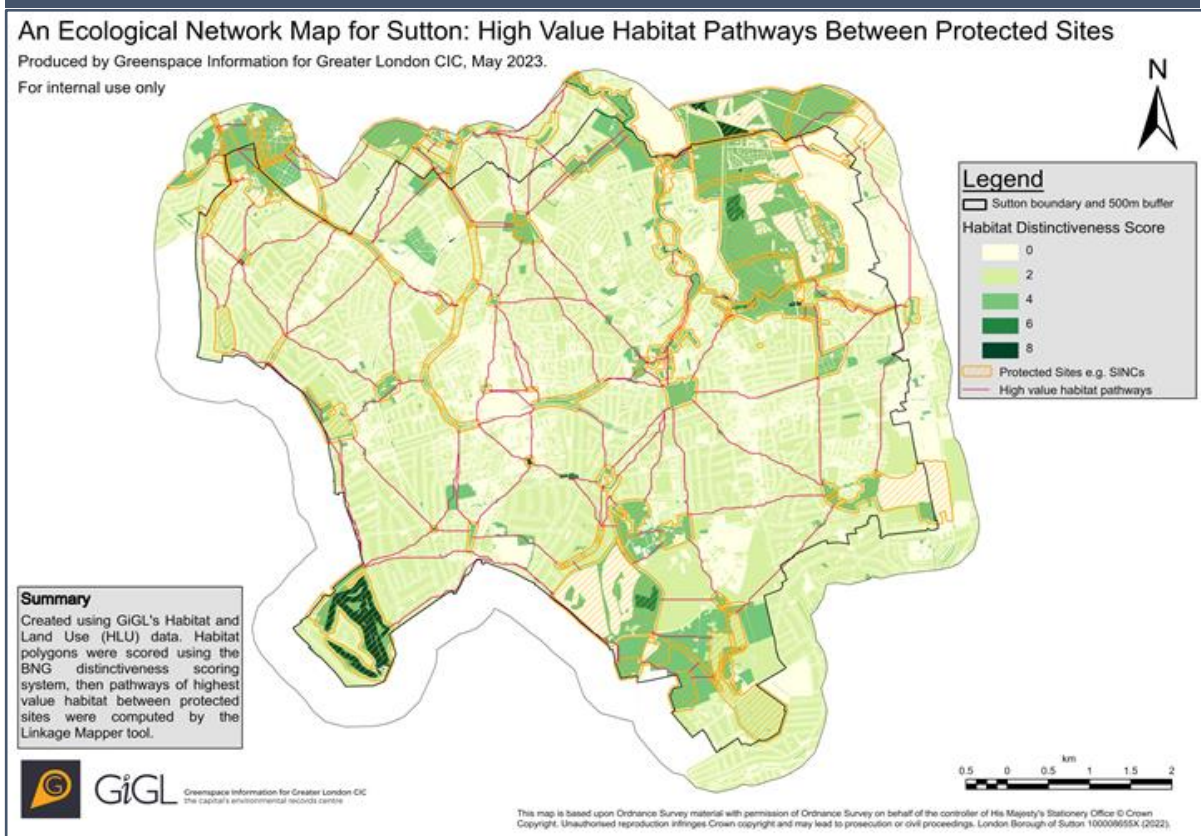 An Ecological Network Map for Sutton: High Value Habitat Pathways Between Protected Sites
Produced by Greenspace Information for Greater London CIC, May 2023.
For internal use only
N
Legend
Sutton boundary and 500m buffer
Habitat Distinctiveness Score
0
2
4
6
8
Protected Sites e.g. SINCs
High value habitat pathways
Summary
Created using GiGL's Habitat and
Land Use (HLU) data. Habitat
polygons were scored using the
BNG distinctiveness scoring
system, then pathways of highest
value habitat between protected
sites were computed by the
Linkage Mapper tool.
G
GiGL
Greenspace Information for Greater London CIC
the capital's environmental records centre
km
0.5 0 0.5 1 1.5 2
This map is based upon Ordnance Survey material with permission of Ordnance Survey on behalf of the controller of His Majesty's Stationery Office © Crown
Copyright. Unauthorised reproduction infringes Crown copyright and may lead to prosecution or civil proceedings. London Borough of Sutton 100008655X (2022).